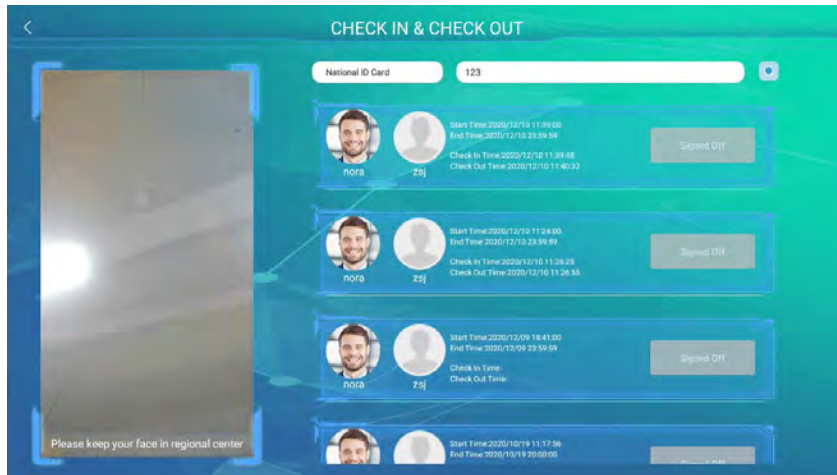 CHECK IN & CHECK OUT
National ID Card
123
Start Time:2020/12/10 11:39:00
End Time:2020/12/10 23:59:59
Check In Time:2020/12/10 11:39:48
Check Out Time:2020/12/10 11:40:32
Signed Off
nora
zsj
Start Time:2020/12/10 11:24:00
End Time:2020/12/10 23:59:59
Check In Time:2020/12/10 11:26:25
Check Out Time:2020/12/10 11:26:55
Signed Off
nora
zsj
Start Time:2020/12/09 18:41:00
End Time:2020/12/09 23:59:59
Check In Time:
Check Out Time:
Signed Off
nora
zsj
Start Time:2020/10/19 11:17:56
End Time:2020/10/19 20:00:00
Signed Off
Please keep your face in regional center